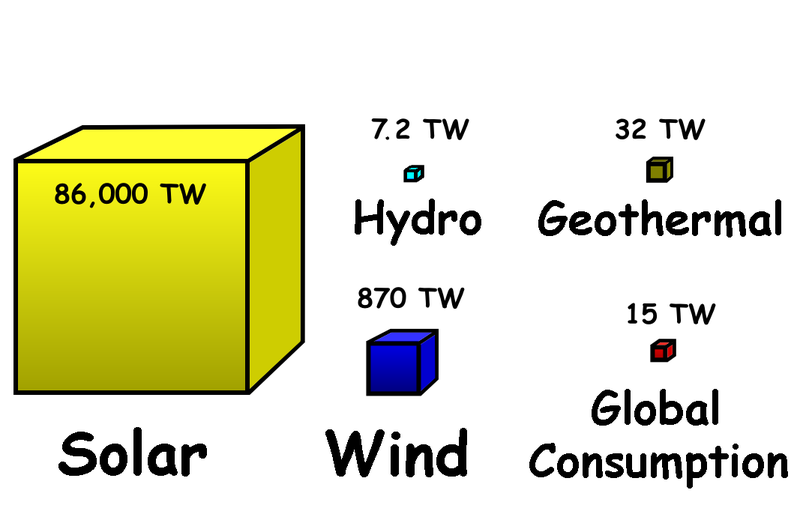 86,000 TW
Solar
7.2 TW
Hydro
32 TW
Geothermal
870 TW
Wind
15 TW
Global
Consumption